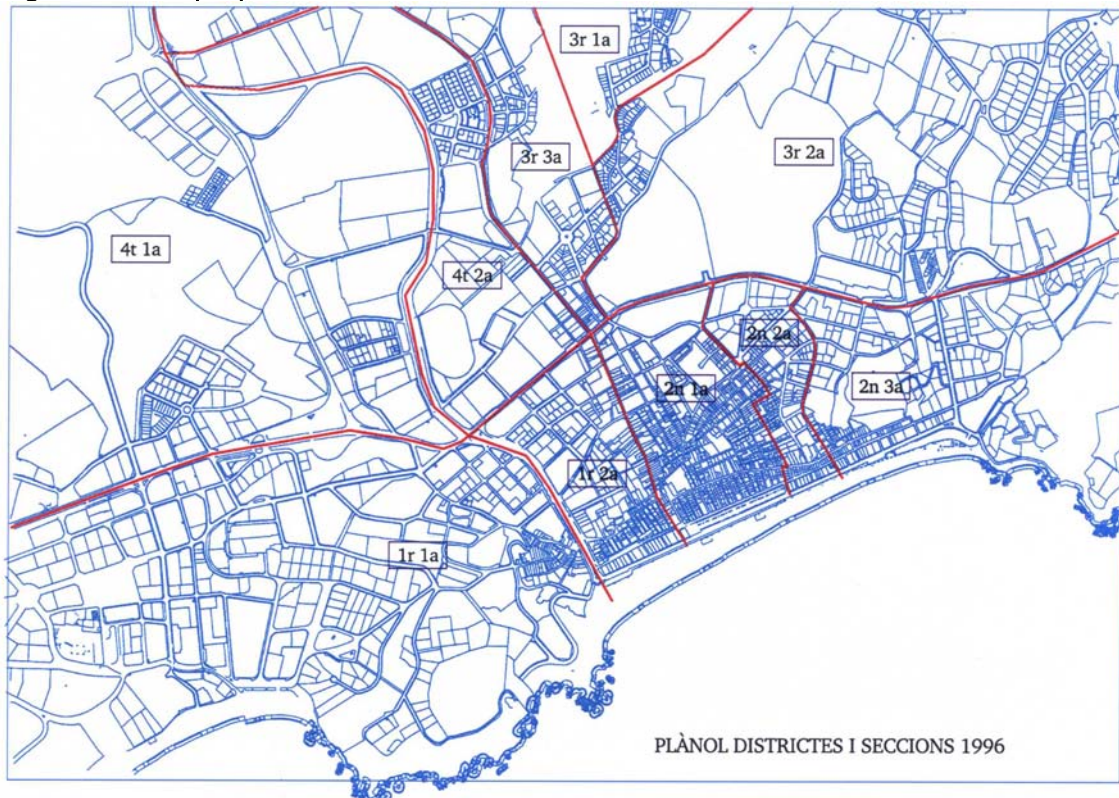 3r 1a
3r 3a
3r 2a
4t 1a
4t 2a
2n 2a
2n 1a
2n 3a
1r 2a
1r 1a
PLÀNOL DISTRICTES I SECCIONS 1996